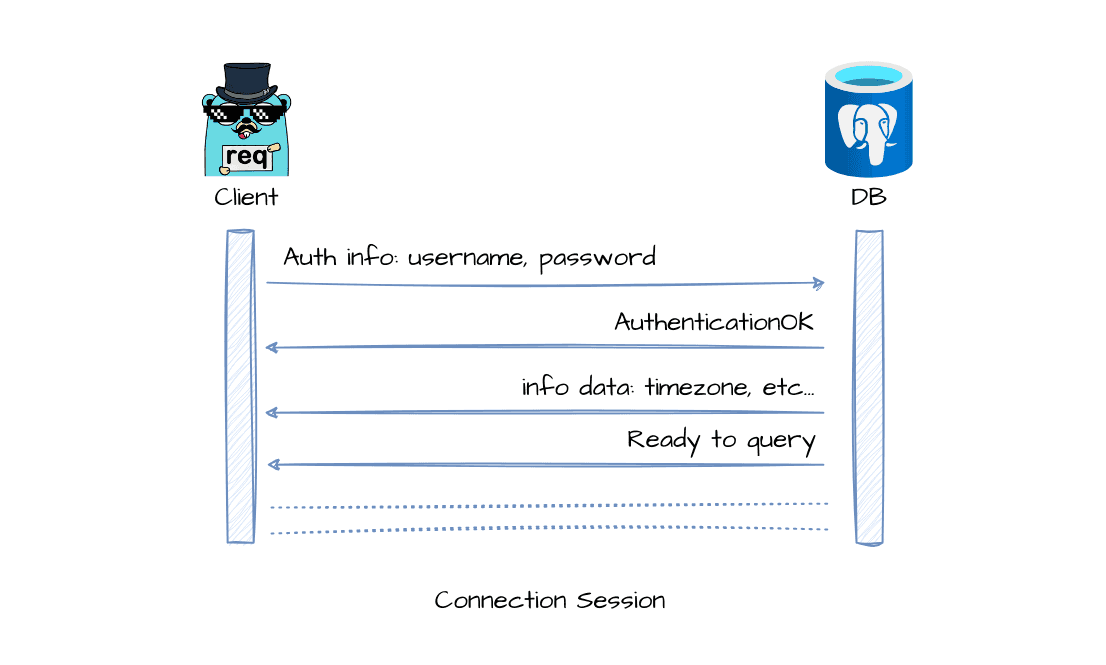 req
Client
DB
Auth info: username, password
AuthenticationOK
info data: timezone, etc...
Ready to query
Connection Session